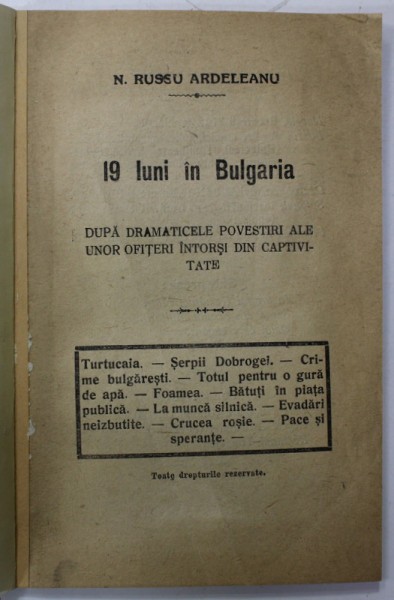 N. RUSSU ARDELEANU
19 luni în Bulgaria
DUPĂ DRAMATICELE POVESTIRI ALE
UNOR OFIȚERI ÎNTORȘI DIN CAPTIVI-
TATE
Turtucaia. — Șerpii Dobrogei. — Cri-
me bulgărești. — Totul pentru o gură
de apă. — Foamea. — Bătuți în piața
publică. — La muncă silnică. — Evadări
neizbutite. — Crucea roșie. — Pace și
speranțe. —
Toate drepturile rezervate.